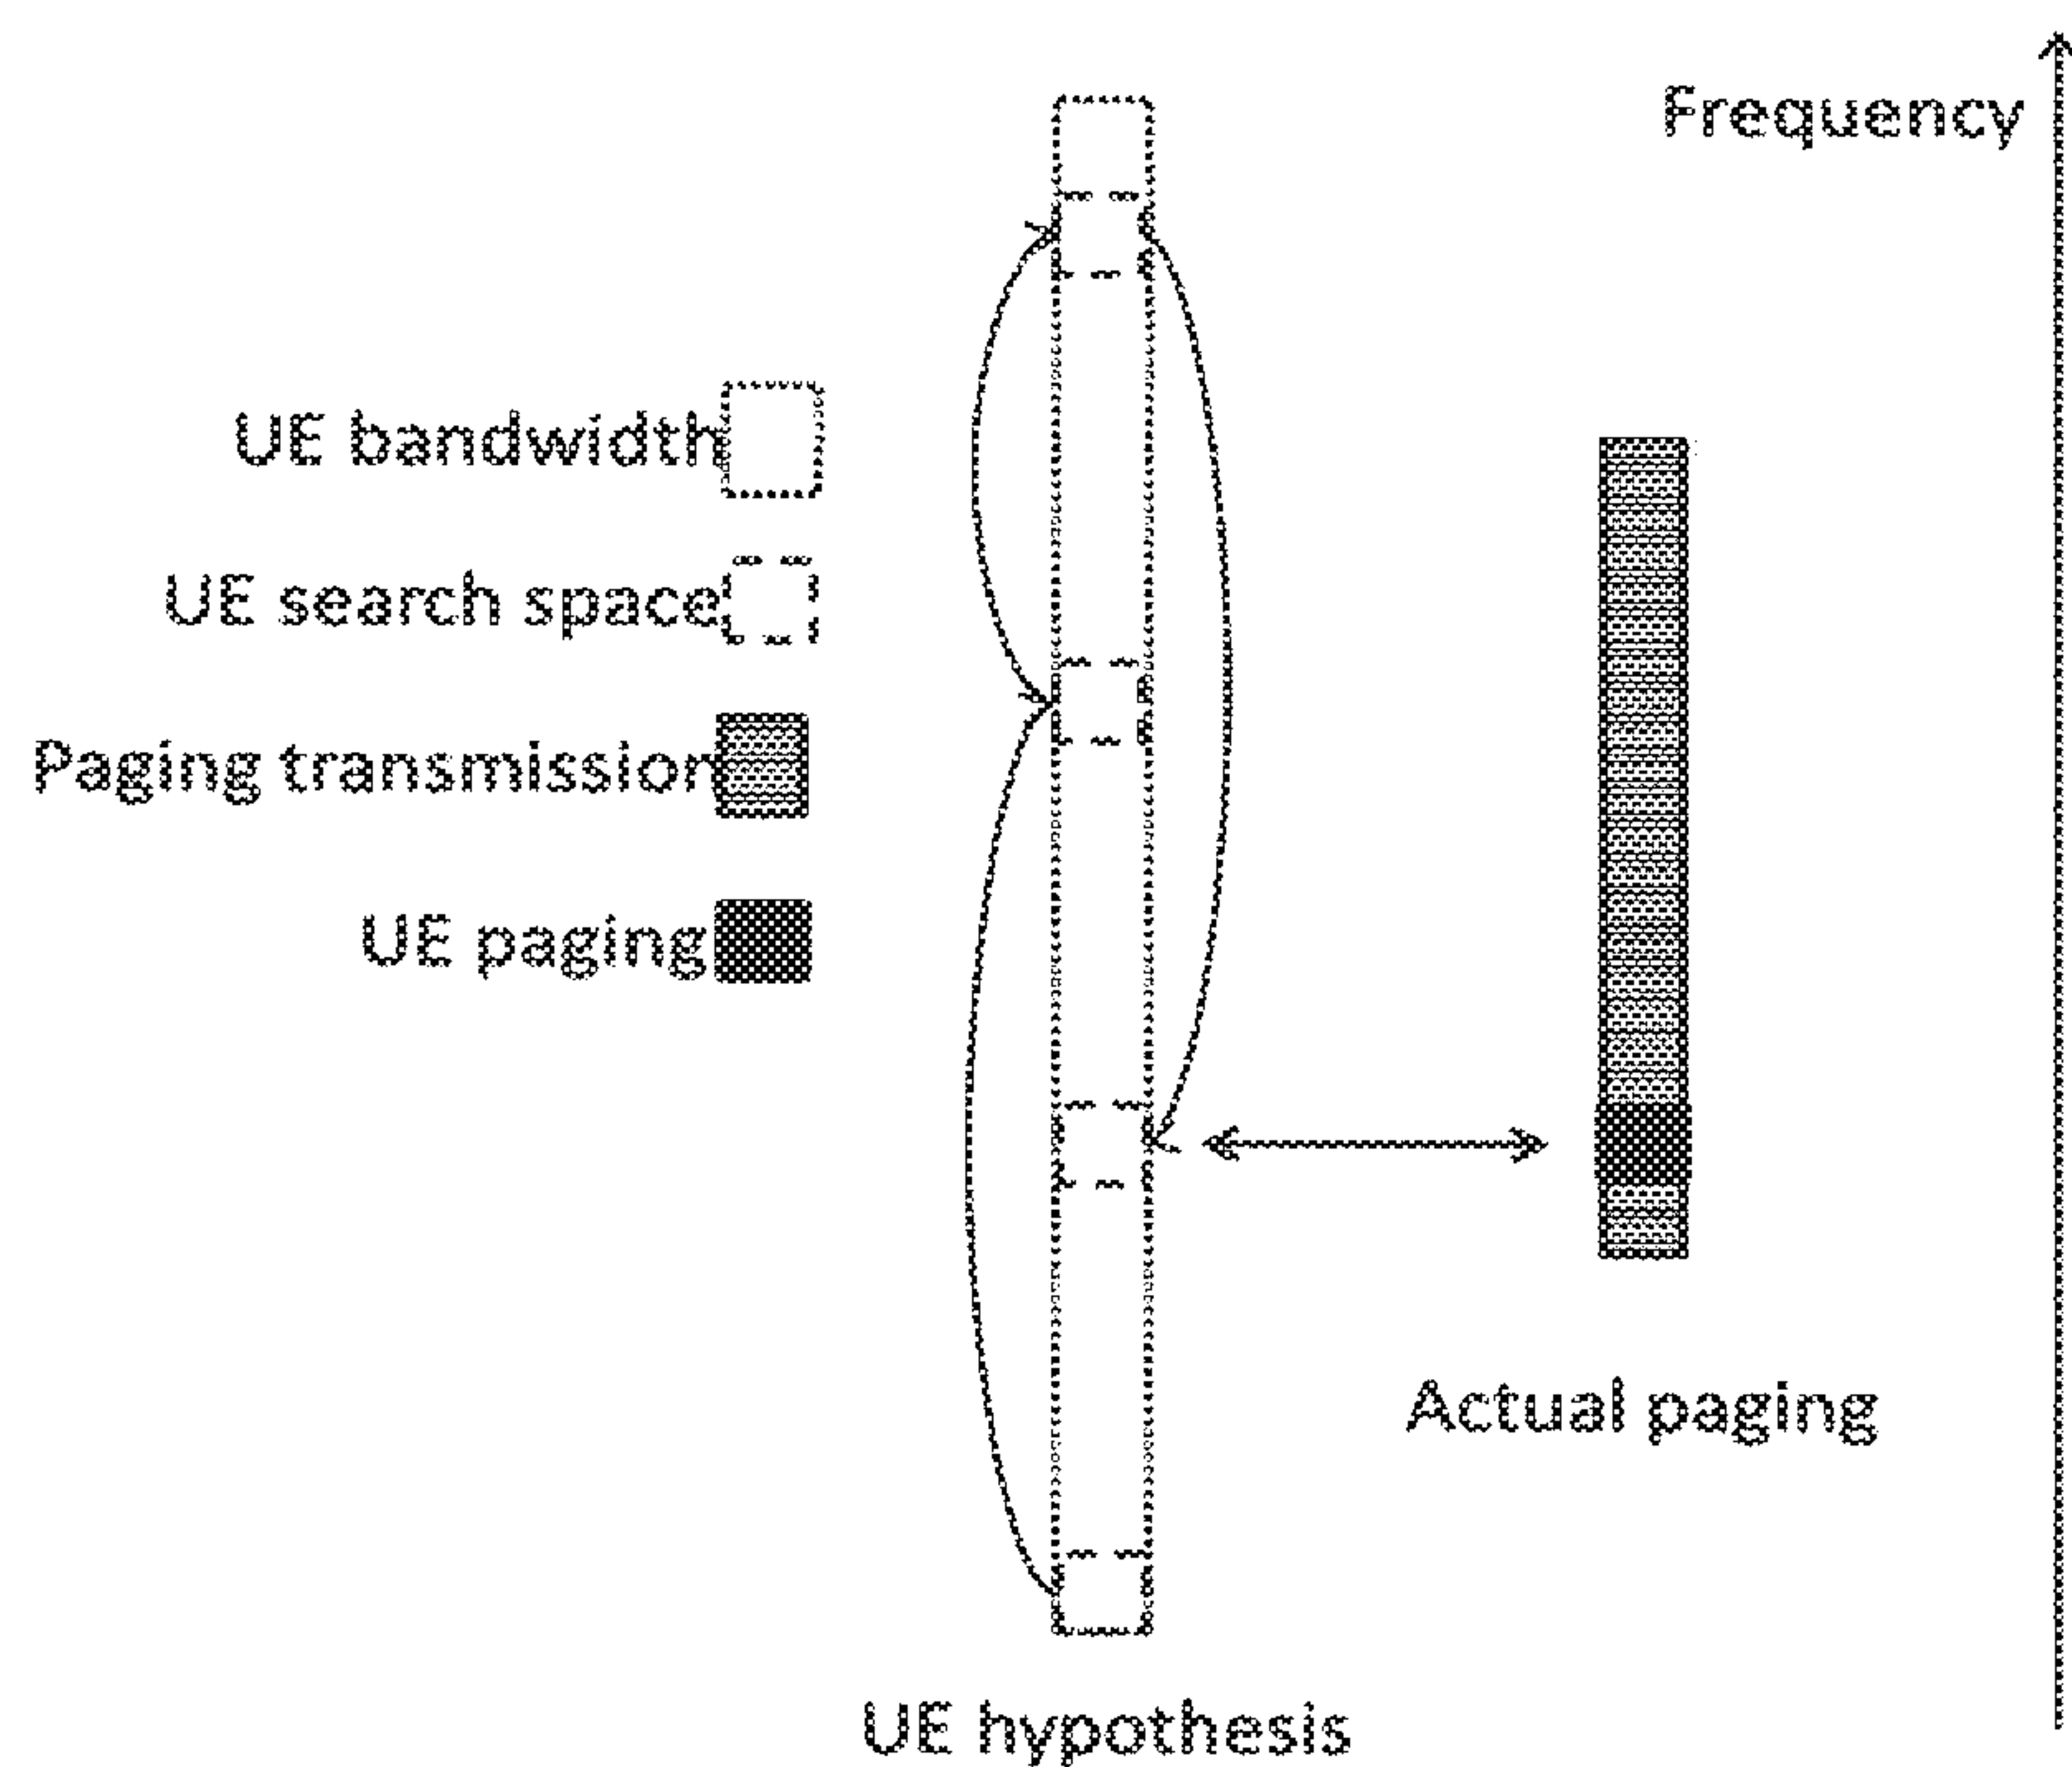 Frequency
UE bandwidth
UE search space
Paging transmission
UE paging
Actual paging
UE hypothesis